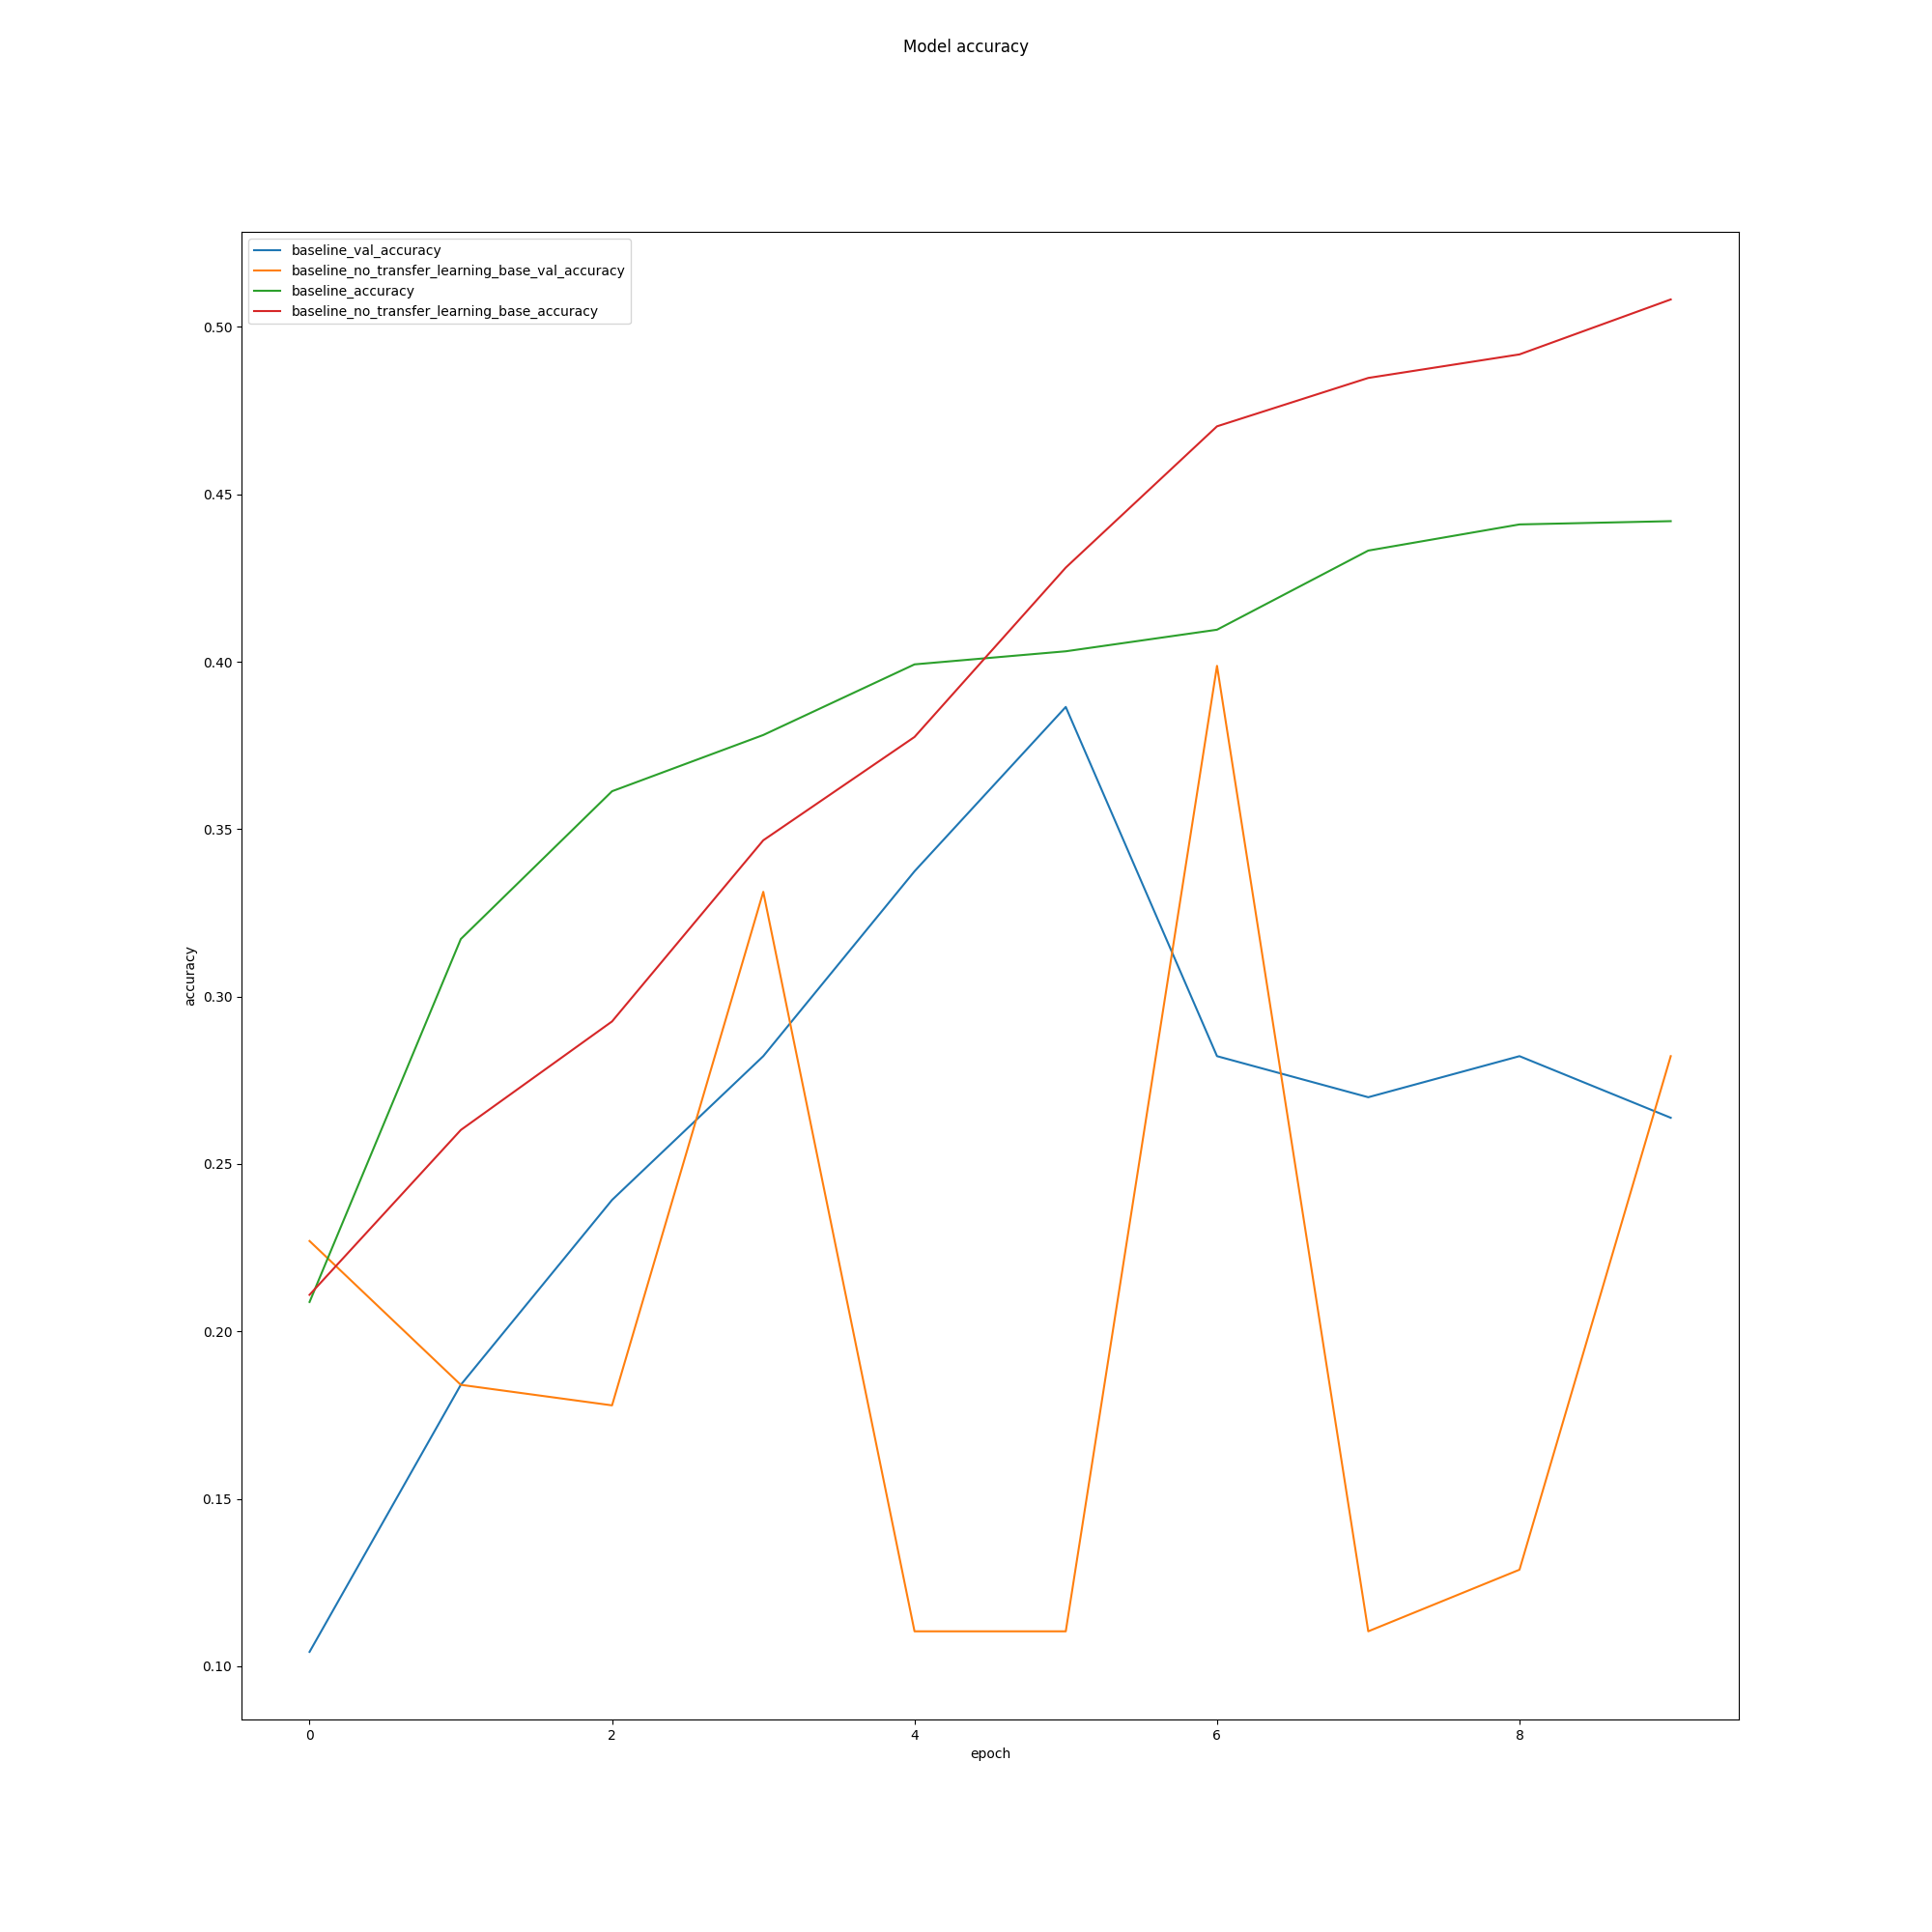 Model accuracy
baseline_val_accuracy
baseline_no_transfer_learning_base_val_accuracy
baseline_accuracy
baseline_no_transfer_learning_base_accuracy
0.50
0.45
0.40
0.35
0.30
0.25
0.20
0.15
0.10
accuracy
0 2 4 6 8
epoch